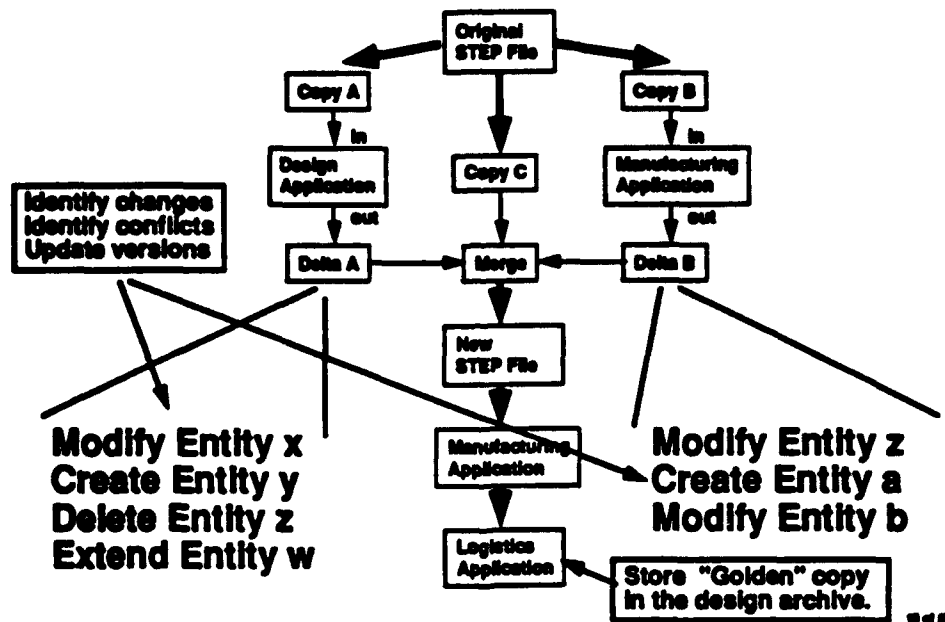 Original
STEP File
Copy A
Copy B
in
in
Design
Application
Copy C
Manufacturing
Application
Identify changes
Identify conflicts
Update versions
out
out
Delta A
Merge
Delta B
New
STEP File
Modify Entity x
Create Entity y
Delete Entity z
Extend Entity w
Manufacturing
Application
Modify Entity z
Create Entity a
Modify Entity b
Logistics
Application
Store "Golden" copy
in the design archive.